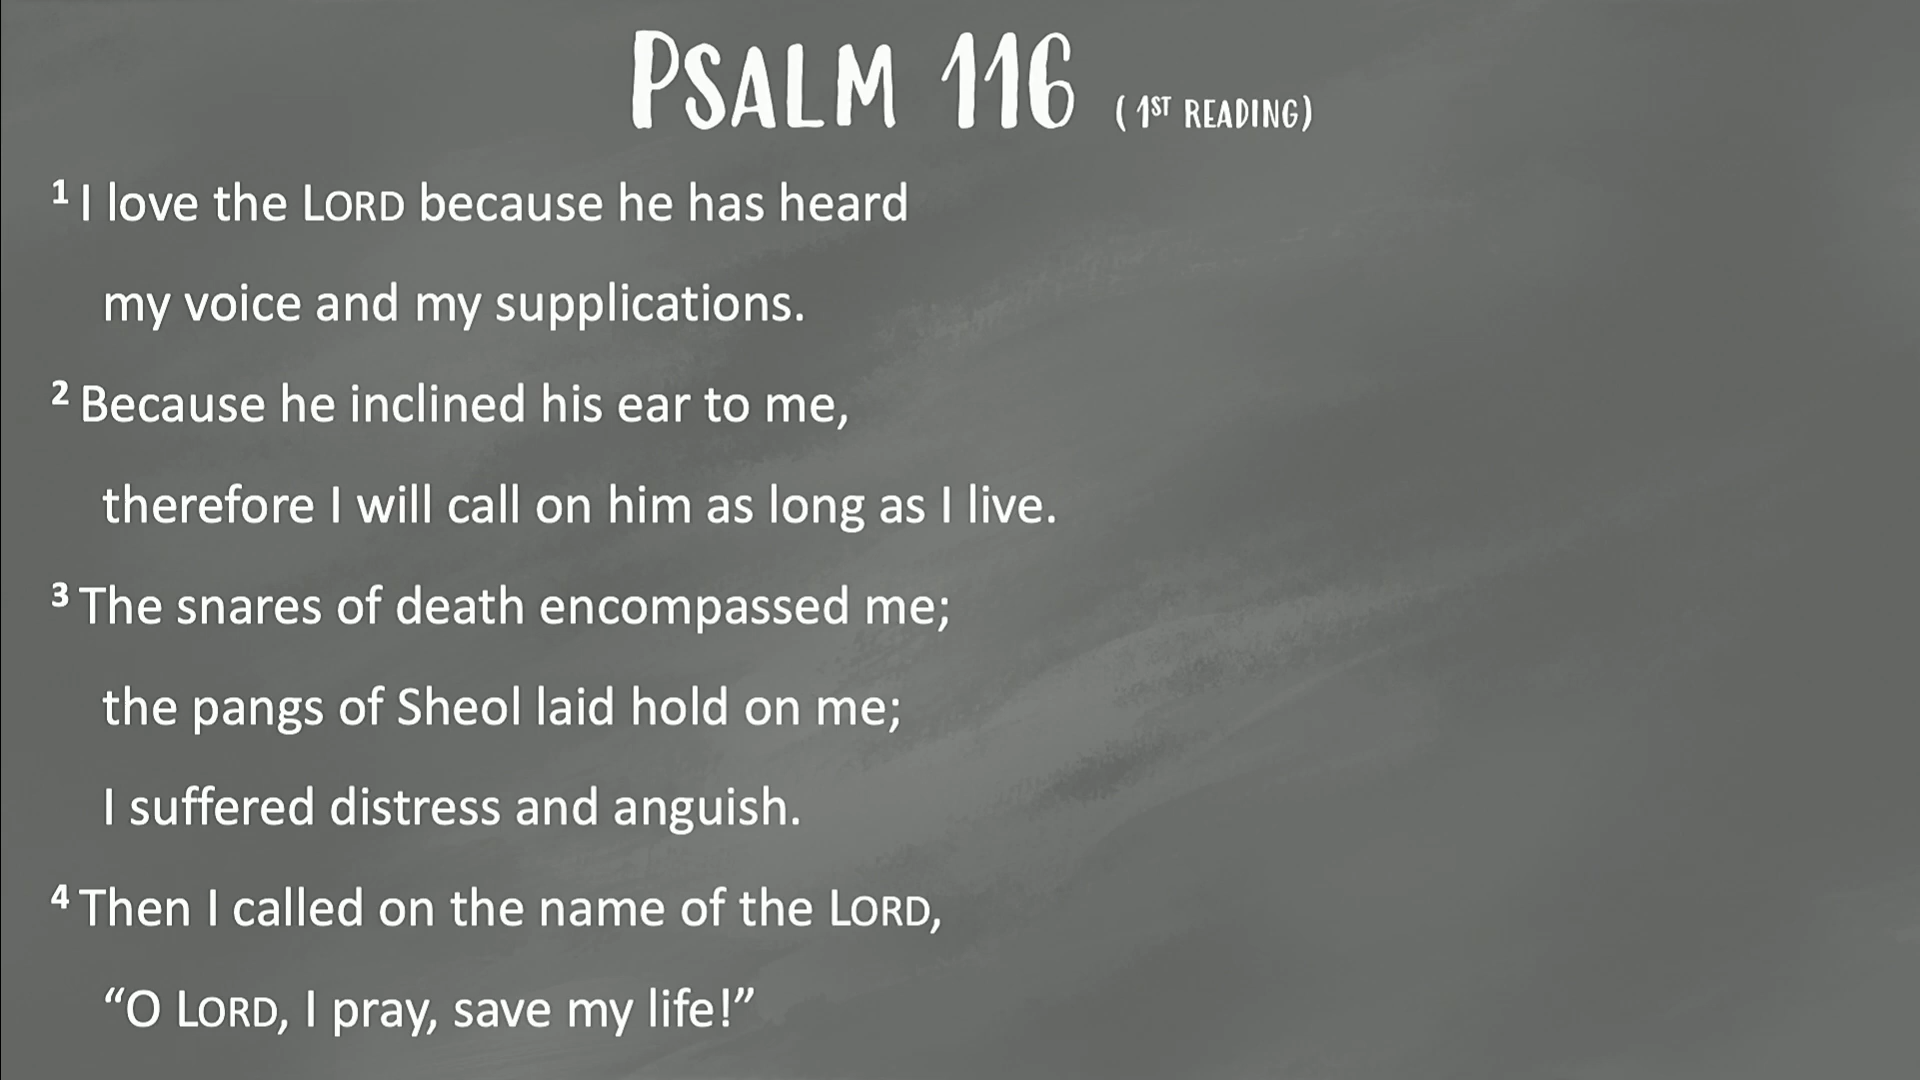 PSALM 116 (1ST READING)
1 I love the LORD because he has heard
my voice and my supplications.
2 Because he inclined his ear to me,
therefore I will call on him as long as I live.
3 The snares of death encompassed me;
the pangs of Sheol laid hold on me;
I suffered distress and anguish.
4 Then I called on the name of the LORD,
“O LORD, I pray, save my life!”